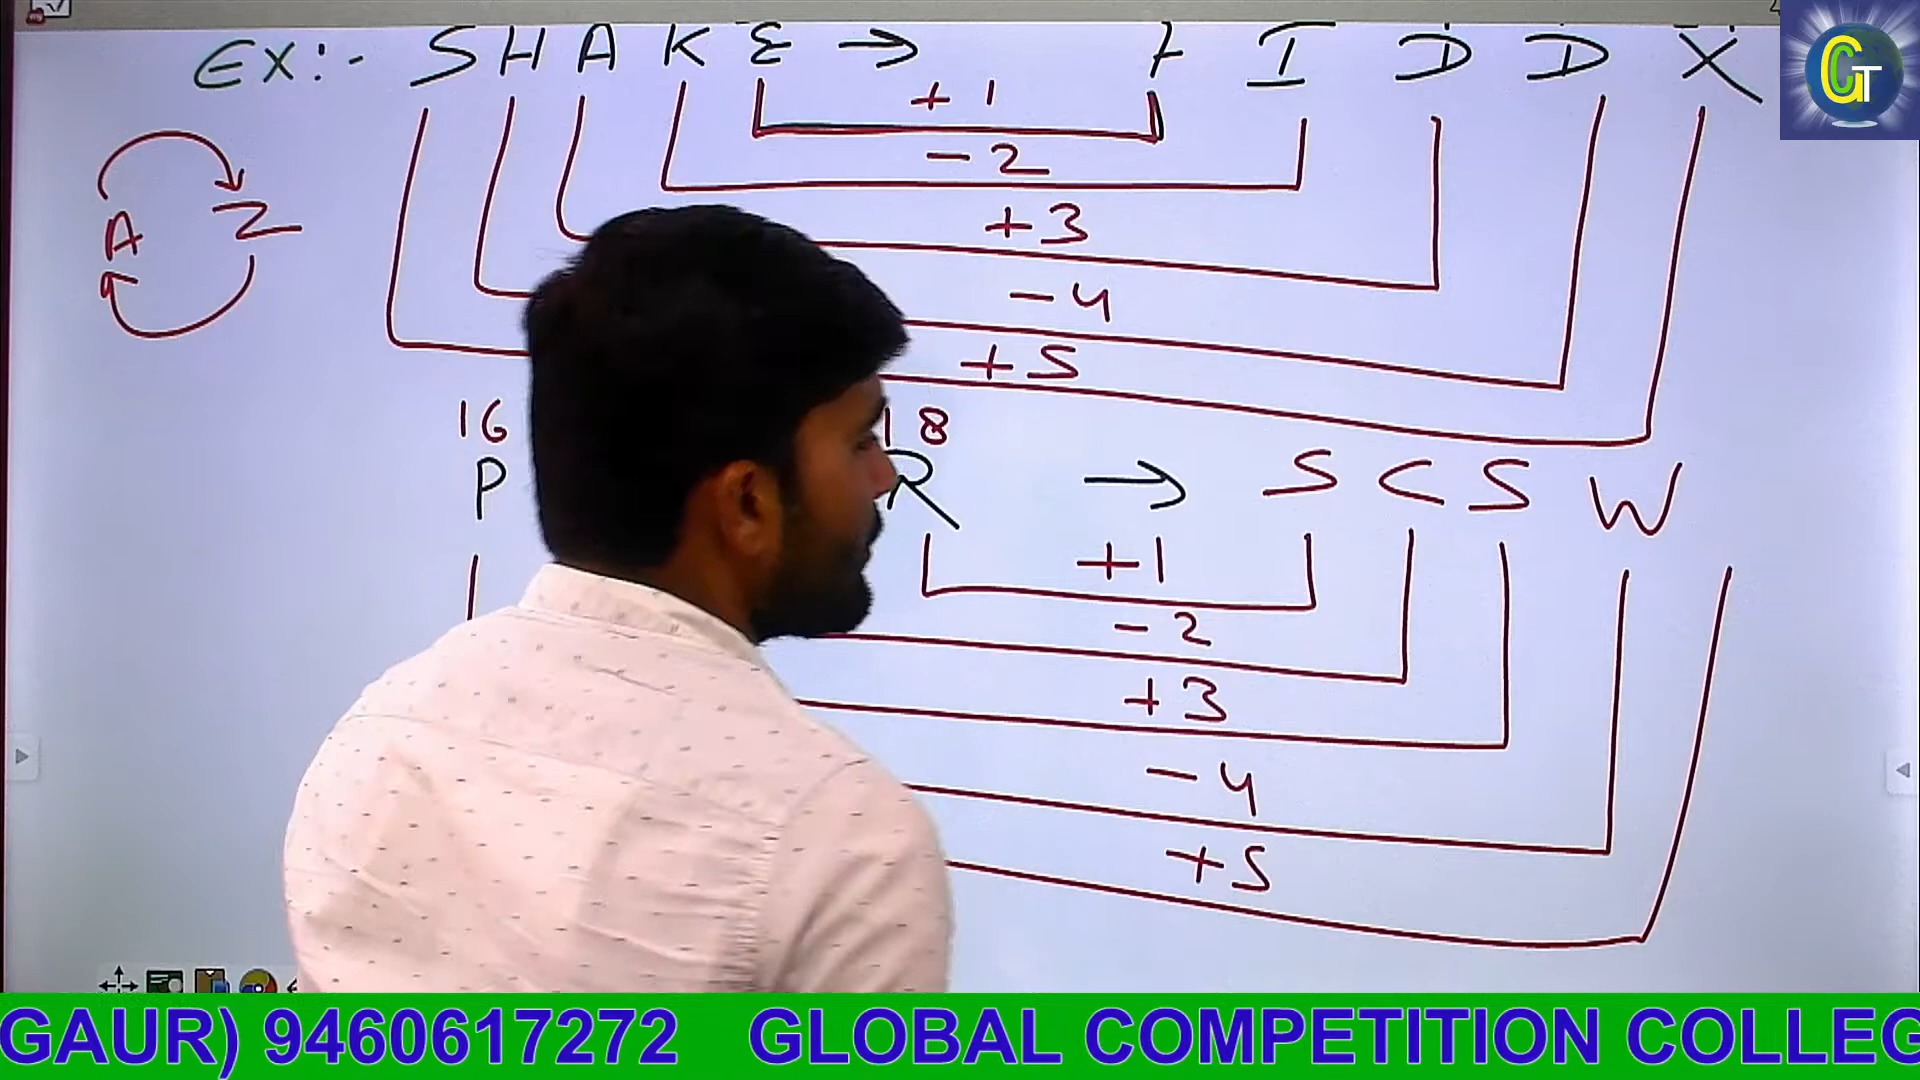 EX:- SHAKE → F I D D X
+1
-2
A Z
+3
-4
+5
16 18
P R → S C S W
+1
-2
+3
-4
+5
GCT
GAUR) 9460617272 GLOBAL COMPETITION COLLEG